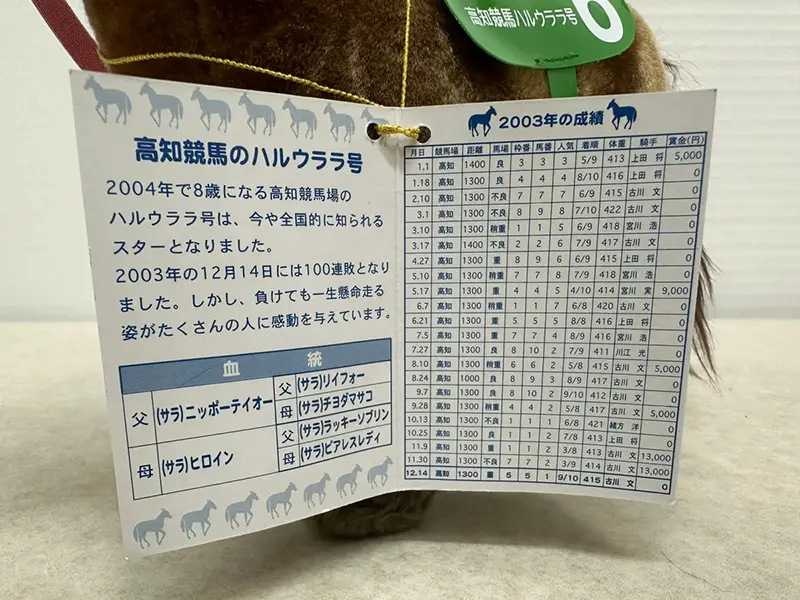 高知競馬ハルウララ号
6
高知競馬のハルウララ号
2004年で8歳になる高知競馬場の
ハルウララ号は、今や全国的に知られる
スターとなりました。
2003年の12月14日には100連敗となり
ました。しかし、負けても一生懸命走る
姿がたくさんの人に感動を与えています。
血統
父 (サラ)ニッポーテイオー 父 (サラ)リイフォー
母 (サラ)チヨダマサコ
母 (サラ)ヒロイン 父 (サラ)ラッキーソブリン
母 (サラ)ピアレスレディ
2003年の成績
月日 競馬場 距離 馬場 枠番 馬番 人気 着順 体重 騎手 賞金(円)
1.1 高知 1400 良 3 3 3 5/9 413 上田 将 5,000
1.18 高知 1300 良 4 4 4 8/10 416 上田 将 0
2.10 高知 1300 不良 7 7 7 6/9 415 古川 文 0
3.1 高知 1300 不良 8 9 8 7/10 422 古川 文 0
3.10 高知 1300 稍重 1 1 5 6/9 418 宮川 浩 0
3.17 高知 1400 不良 2 2 6 7/9 417 古川 文 0
4.27 高知 1300 重 8 9 6 6/9 415 上田 将 0
5.10 高知 1300 稍重 7 7 8 7/9 418 宮川 浩 0
5.17 高知 1300 重 4 4 5 4/10 414 宮川 実 9,000
6.7 高知 1300 稍重 1 1 7 6/8 420 古川 文 0
6.21 高知 1300 重 5 5 5 8/8 416 上田 将 0
7.5 高知 1300 重 7 7 4 8/9 416 宮川 浩 0
7.27 高知 1300 良 8 10 2 7/9 411 川江 光 0
8.10 高知 1300 稍重 6 6 2 5/8 415 古川 文 5,000
8.24 高知 1000 良 8 9 3 8/9 417 古川 文 0
9.7 高知 1300 良 8 10 2 9/10 412 古川 文 0
9.28 高知 1300 稍重 4 4 2 5/8 417 古川 文 5,000
10.13 高知 1300 不良 1 1 1 6/8 421 緒方 洋 0
10.25 高知 1300 良 1 1 2 7/8 413 上田 将 0
11.9 高知 1300 重 1 1 2 3/8 413 古川 文 13,000
11.30 高知 1300 不良 7 7 2 3/9 414 古川 文 13,000
12.14 高知 1300 重 5 5 1 9/10 415 古川 文 0